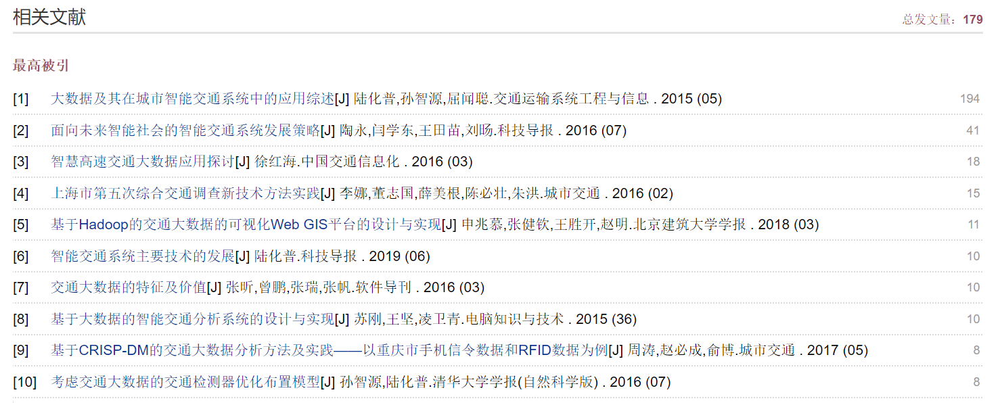 相关文献 总发文量：179
最高被引
[1] 大数据及其在城市智能交通系统中的应用综述[J] 陆化普,孙智源,屈闻聪.交通运输系统工程与信息 . 2015 (05) 194
[2] 面向未来智能社会的智能交通系统发展策略[J] 陶永,闫学东,王田苗,刘旸.科技导报 . 2016 (07) 41
[3] 智慧高速交通大数据应用探讨[J] 徐红海.中国交通信息化 . 2016 (03) 18
[4] 上海市第五次综合交通调查新技术方法实践[J] 李娜,董志国,薛美根,陈必壮,朱洪.城市交通 . 2016 (02) 15
[5] 基于Hadoop的交通大数据的可视化Web GIS平台的设计与实现[J] 申兆慕,张健钦,王胜开,赵明.北京建筑大学学报 . 2018 (03) 11
[6] 智能交通系统主要技术的发展[J] 陆化普.科技导报 . 2019 (06) 10
[7] 交通大数据的特征及价值[J] 张昕,曾鹏,张瑞,张帆.软件导刊 . 2016 (03) 10
[8] 基于大数据的智能交通分析系统的设计与实现[J] 苏刚,王坚,凌卫青.电脑知识与技术 . 2015 (36) 10
[9] 基于CRISP-DM的交通大数据分析方法及实践——以重庆市手机信令数据和RFID数据为例[J] 周涛,赵必成,俞博.城市交通 . 2017 (05) 8
[10] 考虑交通大数据的交通检测器优化布置模型[J] 孙智源,陆化普.清华大学学报(自然科学版) . 2016 (07) 8